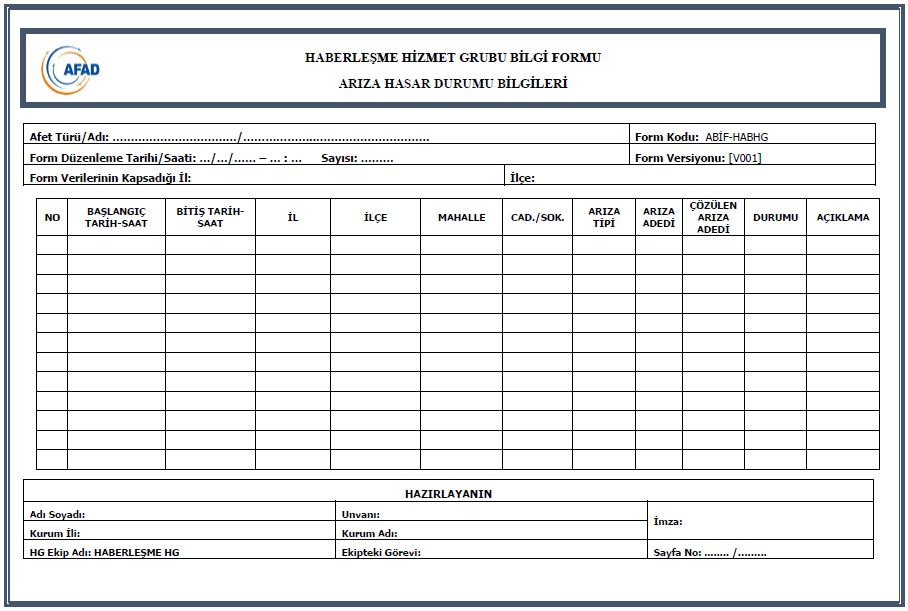 AFAD
HABERLEŞME HİZMET GRUBU BİLGİ FORMU
ARIZA HASAR DURUMU BİLGİLERİ
Afet Türü/Adı: ................................./..................................................
Form Kodu: ABİF-HABHG
Form Düzenleme Tarihi/Saati: .../.../...... – ... : ... Sayısı: .........
Form Versiyonu: [V001]
Form Verilerinin Kapsadığı İl:
İlçe:
NO
BAŞLANGIÇ
TARİH-SAAT
BİTİŞ TARİH-
SAAT
İL
İLÇE
MAHALLE
CAD./SOK.
ARIZA
TİPİ
ARIZA
ADEDİ
ÇÖZÜLEN
ARIZA
ADEDİ
DURUMU
AÇIKLAMA
HAZIRLAYANIN
Adı Soyadı:
Unvanı:
İmza:
Kurum İli:
Kurum Adı:
HG Ekip Adı: HABERLEŞME HG
Ekipteki Görevi:
Sayfa No: ........ /.........